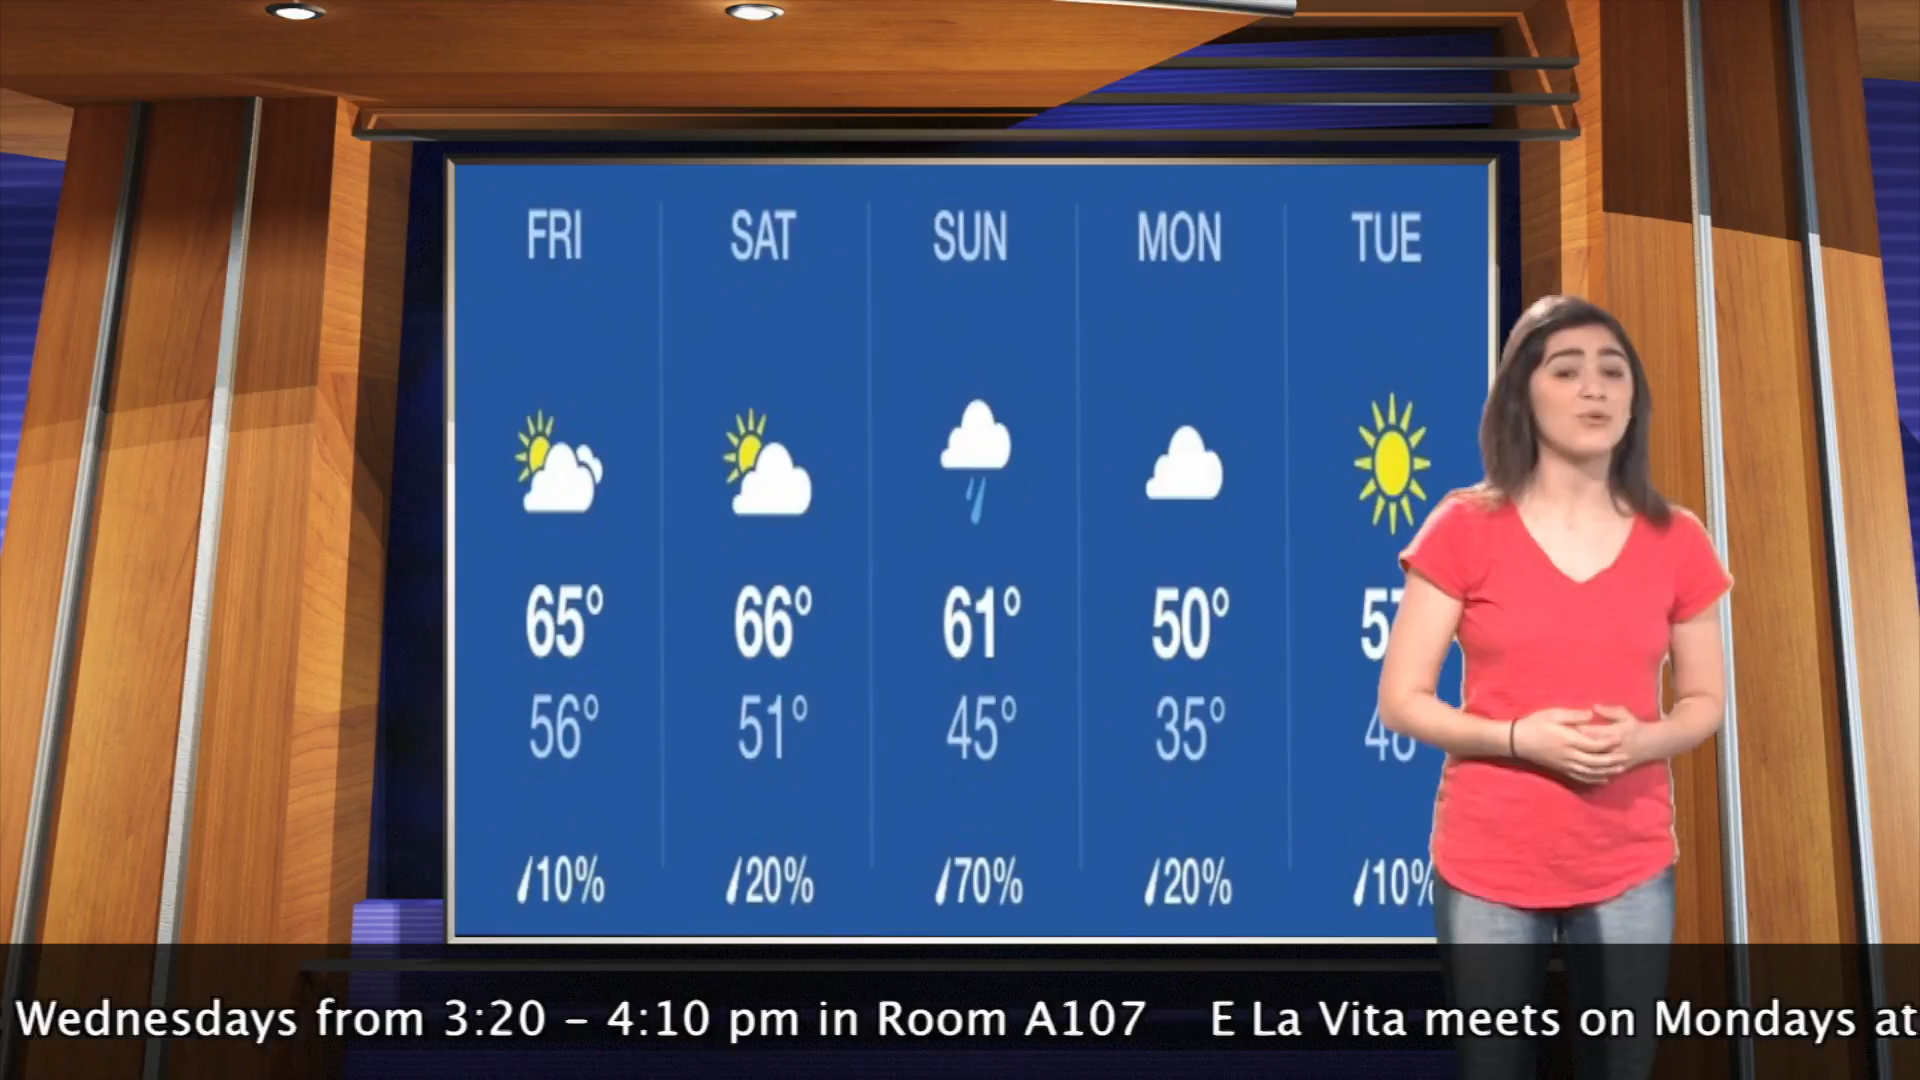 FRI SAT SUN MON TUE
65° 66° 61° 50°
56° 51° 45° 35°
10% 20% 70% 20% 10%
Wednesdays from 3:20 - 4:10 pm in Room A107 E La Vita meets on Mondays at